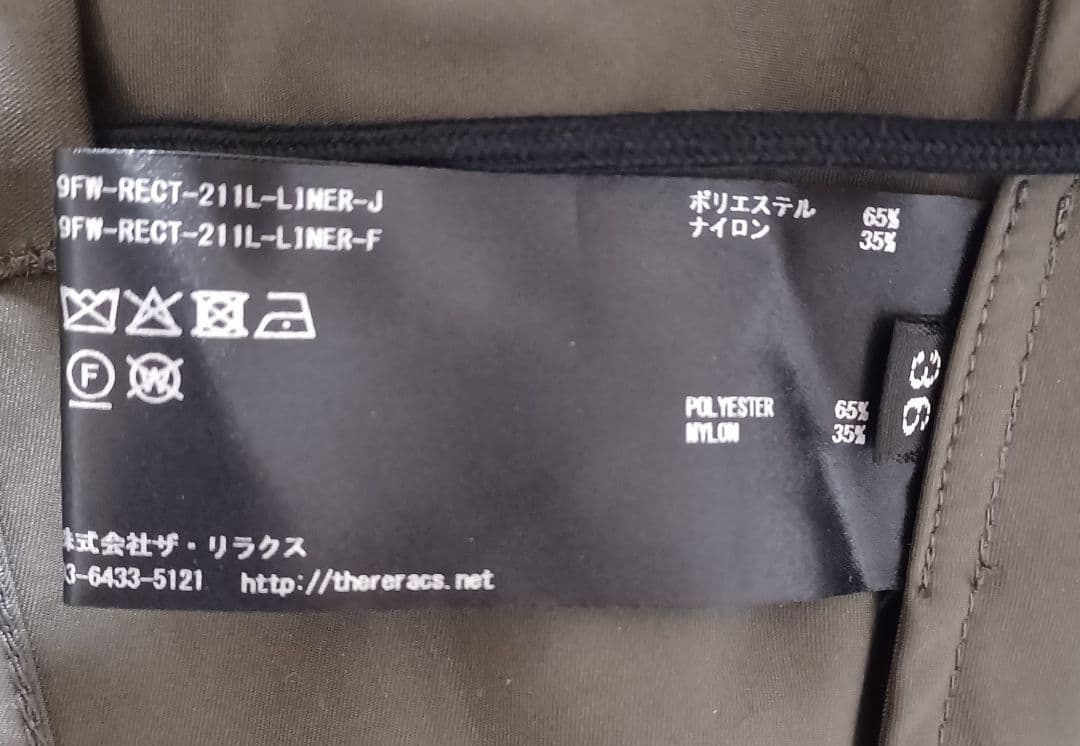 9FW-RECT-211L-LINER-J
9FW-RECT-211L-LINER-F
ポリエステル 65%
ナイロン 35%
F
W
POLYESTER 65%
NYLON 35%
38
株式会社ザ・リラクス
3-6433-5121 http://thereracs.net